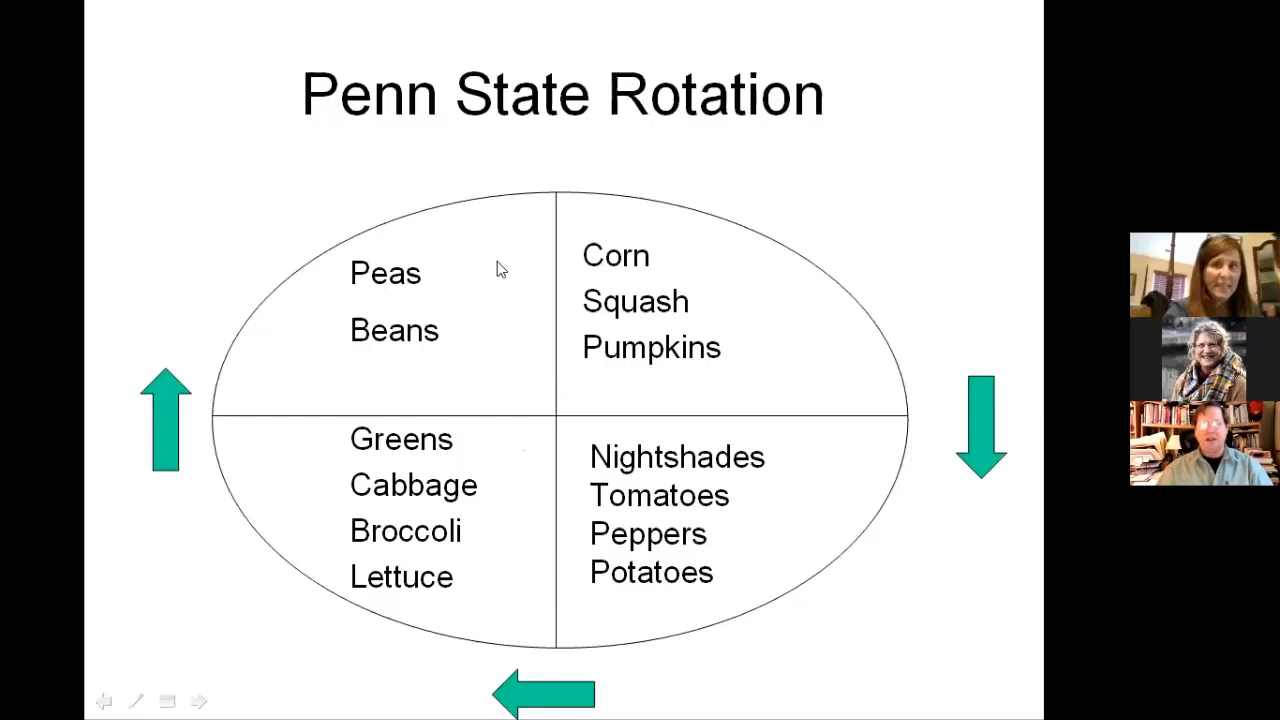 Penn State Rotation
Peas
Beans
Corn
Squash
Pumpkins
Greens
Cabbage
Broccoli
Lettuce
Nightshades
Tomatoes
Peppers
Potatoes